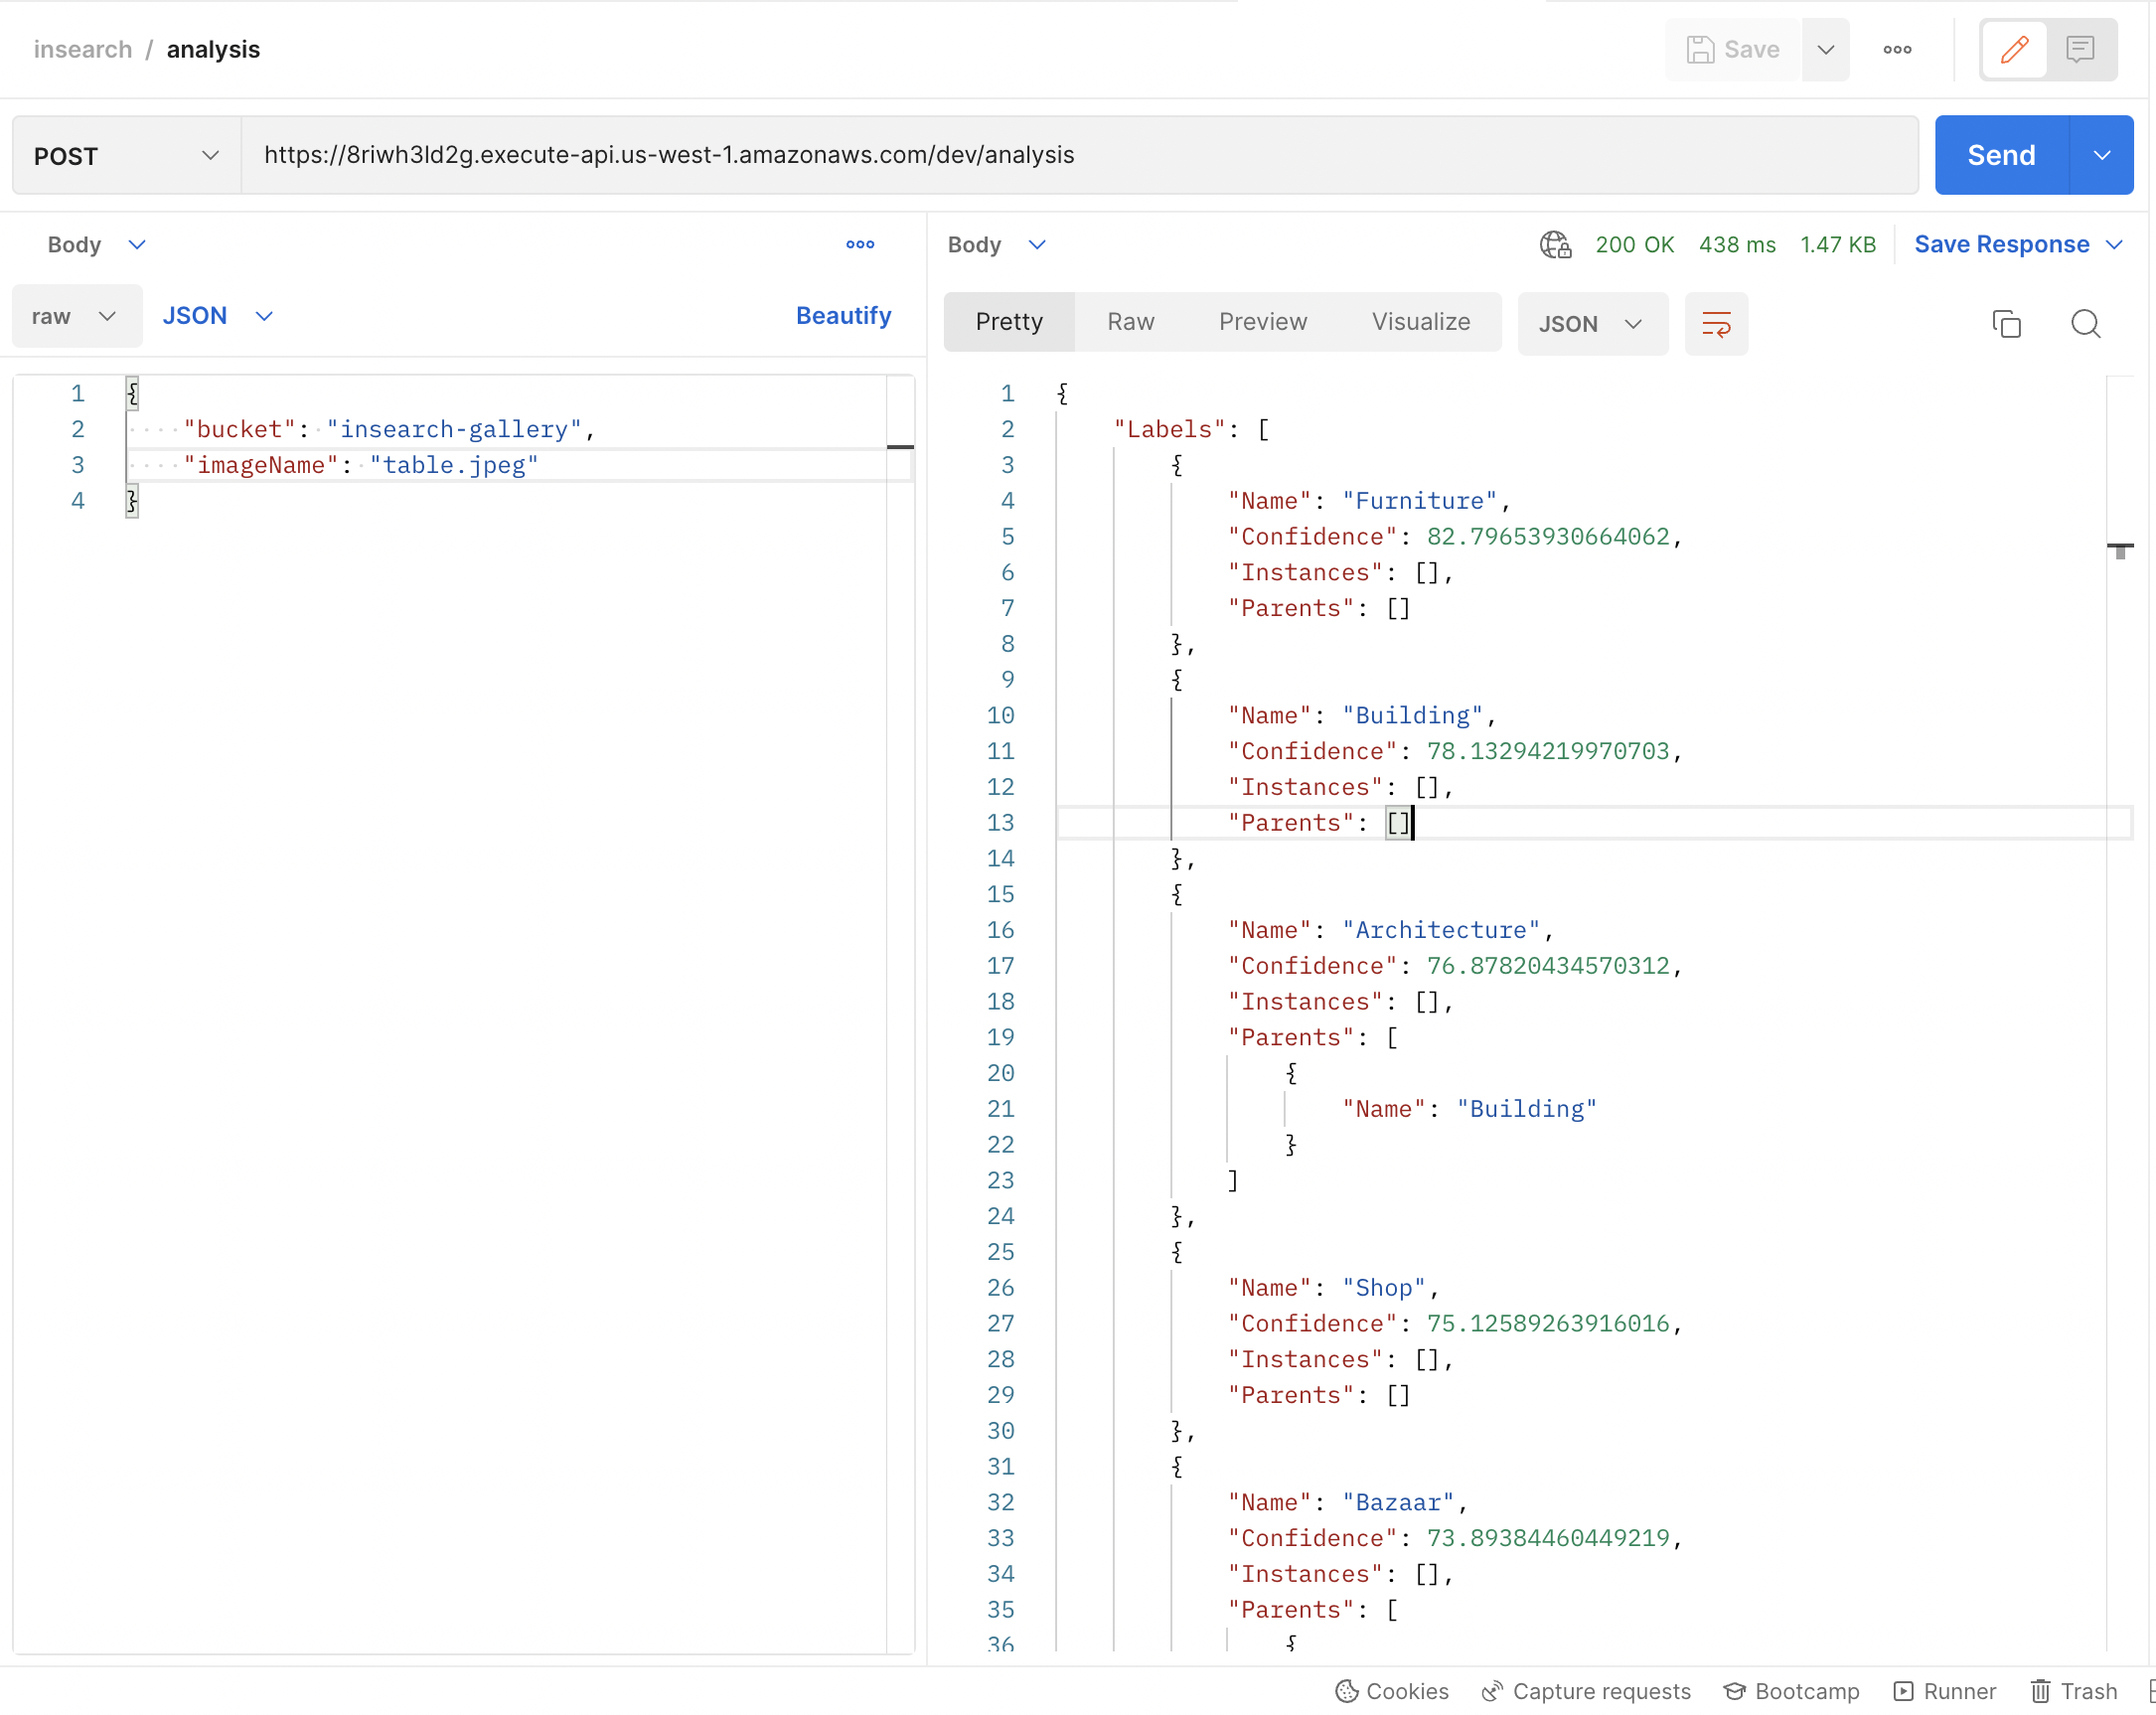 insearch / analysis
Save
POST
https://8riwh3ld2g.execute-api.us-west-1.amazonaws.com/dev/analysis
Send
Body
raw
JSON
Beautify
1 {
2 "bucket": "insearch-gallery",
3 "imageName": "table.jpeg"
4 }
Body
200 OK 438 ms 1.47 KB Save Response
Pretty Raw Preview Visualize JSON
1 {
2 "Labels": [
3 {
4 "Name": "Furniture",
5 "Confidence": 82.79653930664062,
6 "Instances": [],
7 "Parents": []
8 },
9 {
10 "Name": "Building",
11 "Confidence": 78.13294219970703,
12 "Instances": [],
13 "Parents": []
14 },
15 {
16 "Name": "Architecture",
17 "Confidence": 76.87820434570312,
18 "Instances": [],
19 "Parents": [
20 {
21 "Name": "Building"
22 }
23 ]
24 },
25 {
26 "Name": "Shop",
27 "Confidence": 75.12589263916016,
28 "Instances": [],
29 "Parents": []
30 },
31 {
32 "Name": "Bazaar",
33 "Confidence": 73.89384460449219,
34 "Instances": [],
35 "Parents": [
36 {
Cookies Capture requests Bootcamp Runner Trash